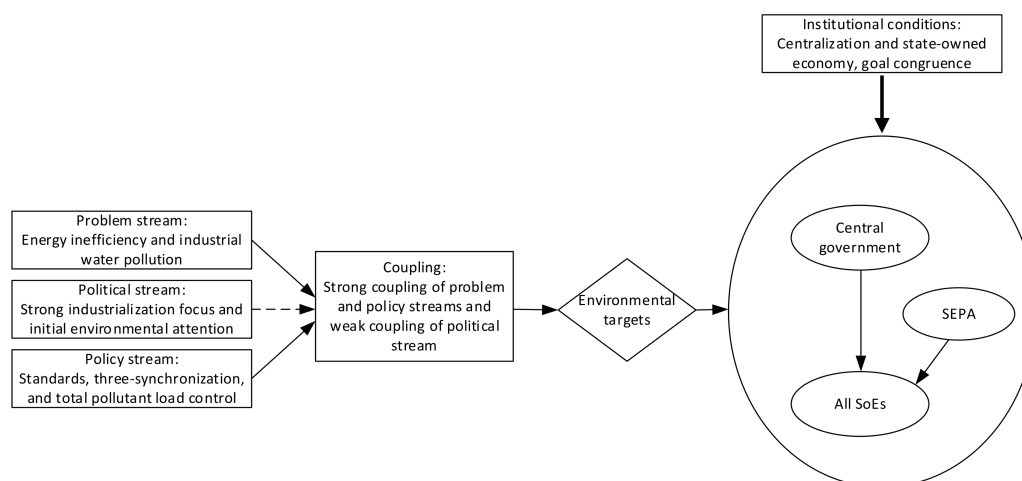 Institutional conditions:
Centralization and state-owned
economy, goal congruence
Problem stream:
Energy inefficiency and industrial
water pollution
Political stream:
Strong industrialization focus and
initial environmental attention
Policy stream:
Standards, three-synchronization,
and total pollutant load control
Coupling:
Strong coupling of problem
and policy streams and
weak coupling of political
stream
Environmental
targets
Central
government
SEPA
All SoEs